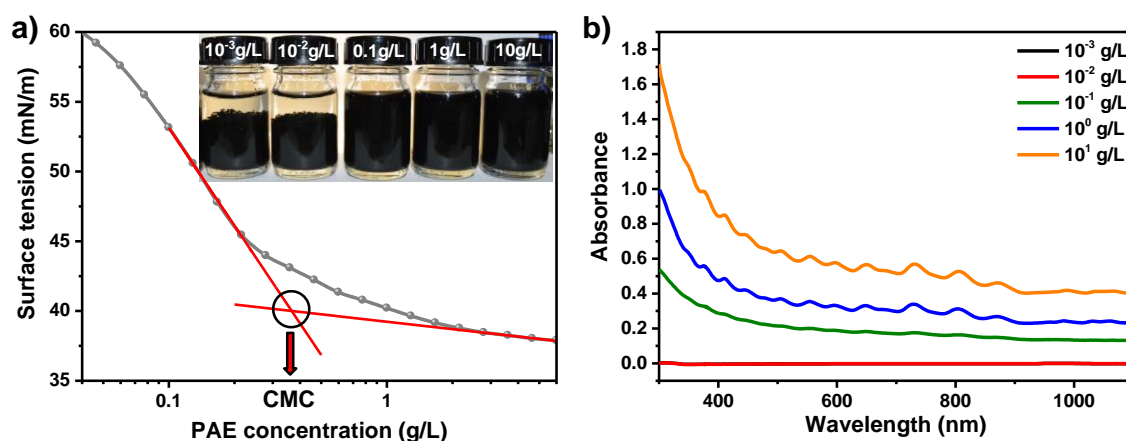 a)
60
55
50
45
40
35
Surface tension (mN/m)
10⁻³g/L 10⁻²g/L 0.1g/L 1g/L 10g/L
0.1 CMC 1
PAE concentration (g/L)
b)
1.8
1.6
1.4
1.2
1.0
0.8
0.6
0.4
0.2
0.0
Absorbance
10⁻³ g/L
10⁻² g/L
10⁻¹ g/L
10⁰ g/L
10¹ g/L
400 600 800 1000
Wavelength (nm)